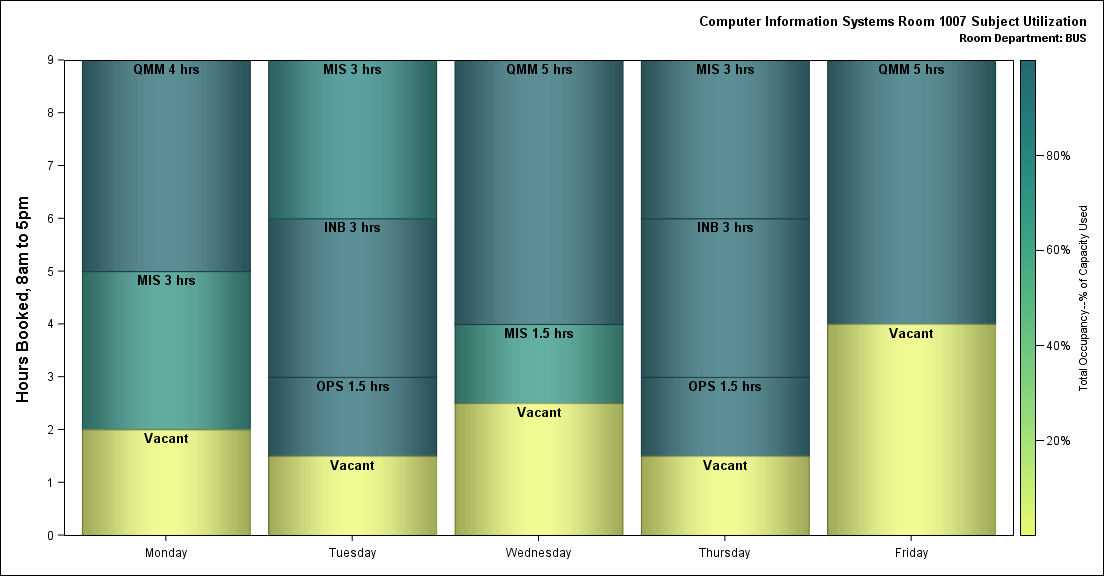 Computer Information Systems Room 1007 Subject Utilization
Room Department: BUS
Hours Booked, 8am to 5pm
9
8
7
6
5
4
3
2
1
0
QMM 4 hrs
MIS 3 hrs
Vacant
MIS 3 hrs
INB 3 hrs
OPS 1.5 hrs
Vacant
QMM 5 hrs
MIS 1.5 hrs
Vacant
MIS 3 hrs
INB 3 hrs
OPS 1.5 hrs
Vacant
QMM 5 hrs
Vacant
Monday
Tuesday
Wednesday
Thursday
Friday
80%
60%
40%
20%
Total Occupancy--% of Capacity Used